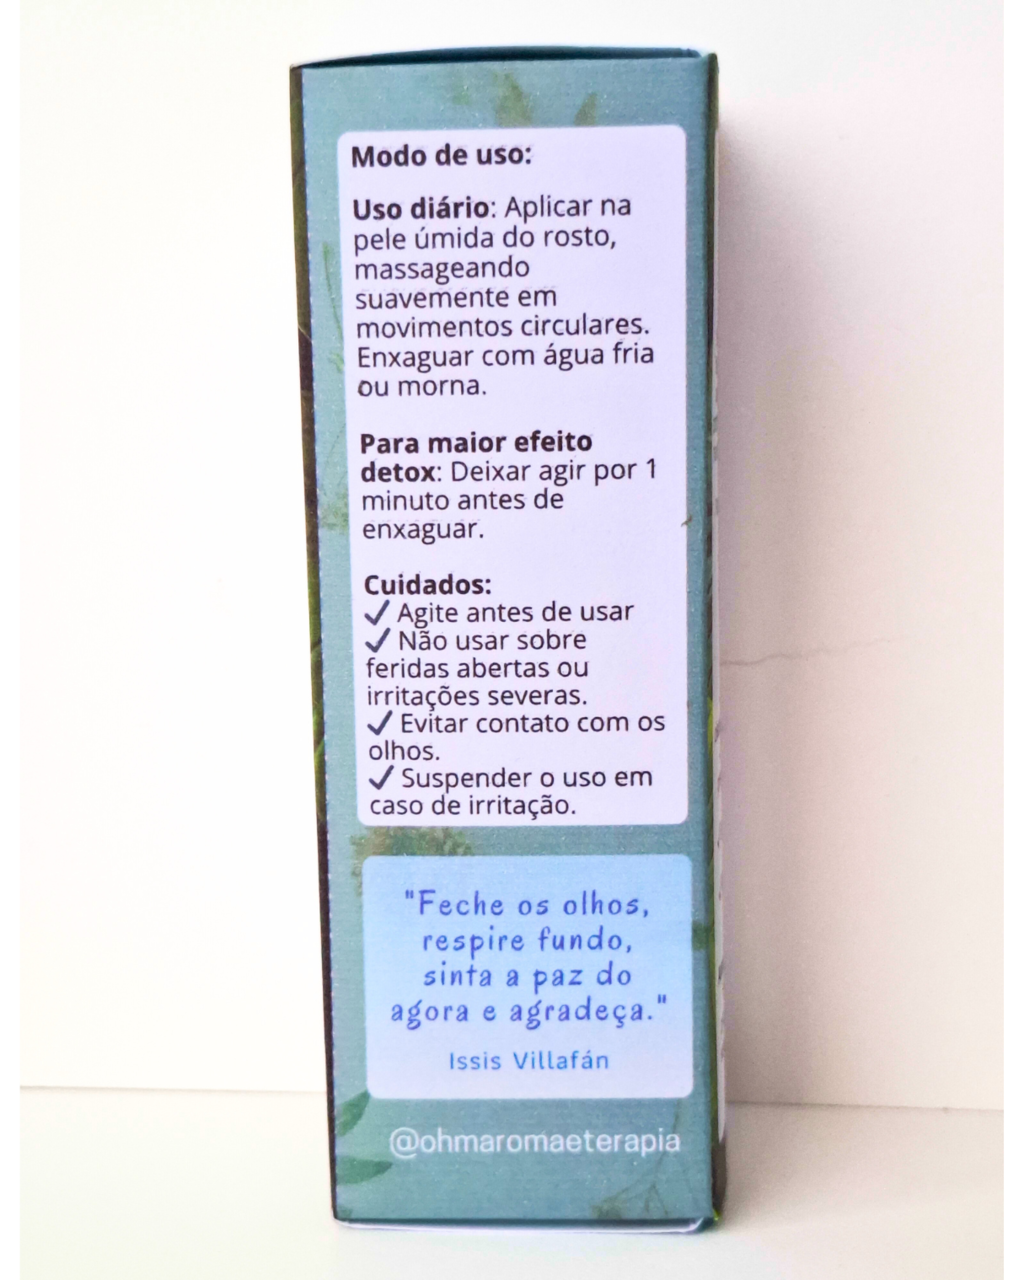 Modo de uso:
Uso diário: Aplicar na
pele úmida do rosto,
massageando
suavemente em
movimentos circulares.
Enxaguar com água fria
ou morna.
Para maior efeito
detox: Deixar agir por 1
minuto antes de
enxaguar.
Cuidados:
✓ Agite antes de usar
✓ Não usar sobre
feridas abertas ou
irritações severas.
✓ Evitar contato com os
olhos.
✓ Suspender o uso em
caso de irritação.
"Feche os olhos,
respire fundo,
sinta a paz do
agora e agradeça."
Issis Villafán
@ohmaromaeterapia